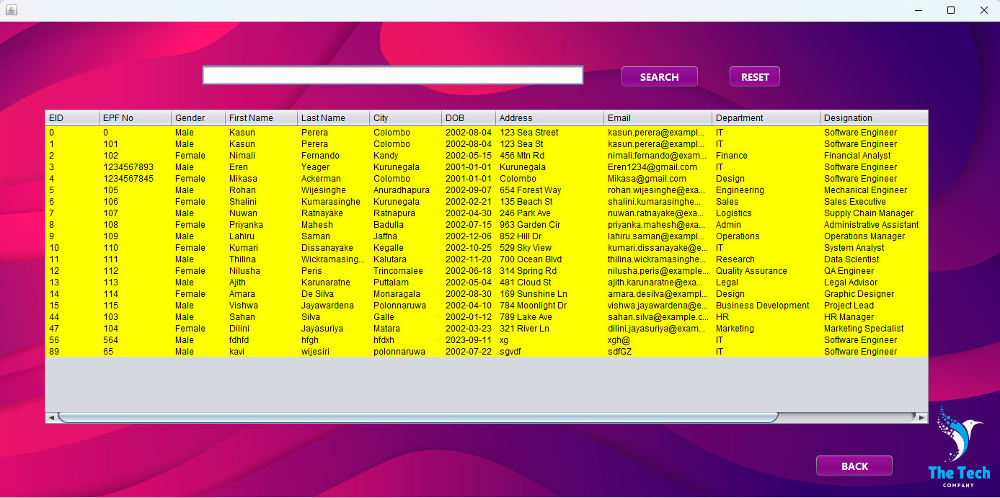 SEARCH RESET
EID EPF No Gender First Name Last Name City DOB Address Email Department Designation
0 0 Male Kasun Perera Colombo 2002-08-04 123 Sea Street kasun.perera@exampl... IT Software Engineer
1 101 Male Kasun Perera Colombo 2002-08-04 123 Sea St kasun.perera@exampl... IT Software Engineer
2 102 Female Nimali Fernando Kandy 2002-05-15 456 Mtn Rd nimali.fernando@exam... Finance Financial Analyst
3 1234567893 Male Eren Yeager Kurunegala 2001-01-01 Kurunegala Eren1234@gmail.com IT Software Engineer
4 1234567845 Female Mikasa Ackerman Colombo 2001-01-01 Colombo Mikasa@gmail.com Design Software Engineer
5 105 Male Rohan Wijesinghe Anuradhapura 2002-09-07 654 Forest Way rohan.wijesinghe@exa... Engineering Mechanical Engineer
6 106 Female Shalini Kumarasinghe Kurunegala 2002-02-21 135 Beach St shalini.kumarasinghe... Sales Sales Executive
7 107 Male Nuwan Ratnayake Ratnapura 2002-04-30 246 Park Ave nuwan.ratnayake@exa... Logistics Supply Chain Manager
8 108 Female Priyanka Mahesh Badulla 2002-07-15 963 Garden Cir priyanka.mahesh@exa... Admin Administrative Assistant
9 109 Male Lahiru Saman Jaffna 2002-12-06 852 Hill Dr lahiru.saman@exampl... Operations Operations Manager
10 110 Female Kumari Dissanayake Kegalle 2002-10-25 529 Sky View kumari.dissanayake@e... IT System Analyst
11 111 Male Thilina Wickramasing... Kalutara 2002-11-20 700 Ocean Blvd thilina.wickramasinghe... Research Data Scientist
12 112 Female Nilusha Peris Trincomalee 2002-06-18 314 Spring Rd nilusha.peris@example... Quality Assurance QA Engineer
13 113 Male Ajith Karunaratne Puttalam 2002-05-04 481 Cloud St ajith.karunaratne@exa... Legal Legal Advisor
14 114 Female Amara De Silva Monaragala 2002-08-30 169 Sunshine Ln amara.desilva@exampl... Design Graphic Designer
15 115 Male Vishwa Jayawardena Polonnaruwa 2002-04-10 784 Moonlight Dr vishwa.jayawardena@e... Business Development Project Lead
44 103 Male Sahan Silva Galle 2002-01-12 789 Lake Ave sahan.silva@example.c... HR HR Manager
47 104 Female Dilini Jayasuriya Matara 2002-03-23 321 River Ln dilini.jayasuriya@exam... Marketing Marketing Specialist
56 564 Male fdhfd hfgh hfdxh 2023-09-11 xg xgh@ IT Software Engineer
89 65 Male kavi wijesiri polonnaruwa 2002-07-22 sgvdf sdfGZ IT Software Engineer
BACK
The Tech
COMPANY